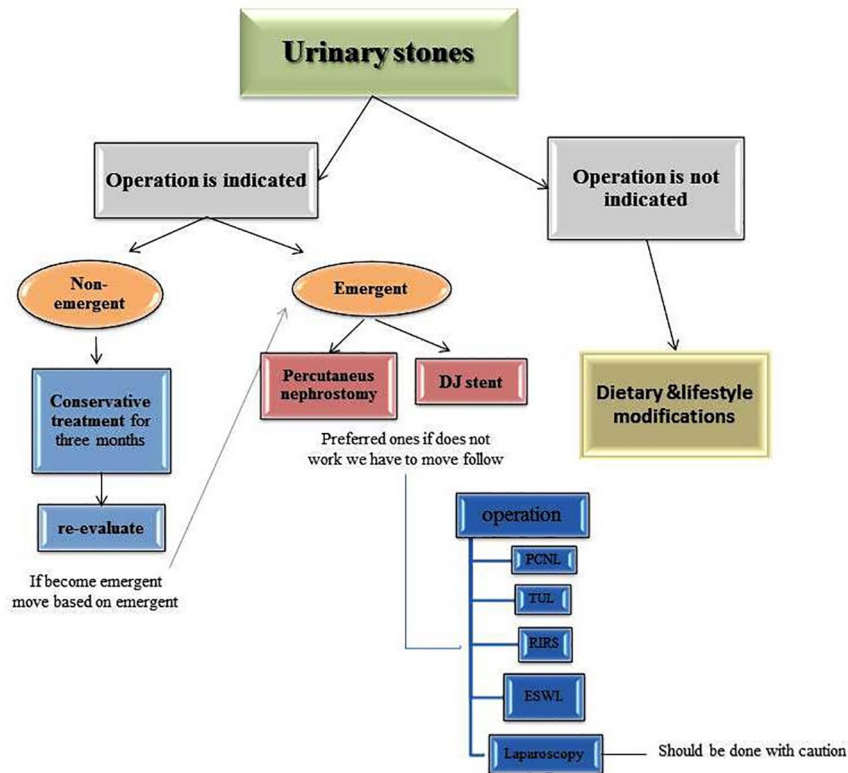 Urinary stones
Operation is indicated
Operation is not
indicated
Non-
emergent
Emergent
Conservative
treatment for
three months
re-evaluate
If become emergent
move based on emergent
Percutaneus
nephrostomy
DJ stent
Preferred ones if does not
work we have to move follow
Dietary &lifestyle
modifications
operation
PCNL
TUL
RIRS
ESWL
Laparoscopy
Should be done with caution